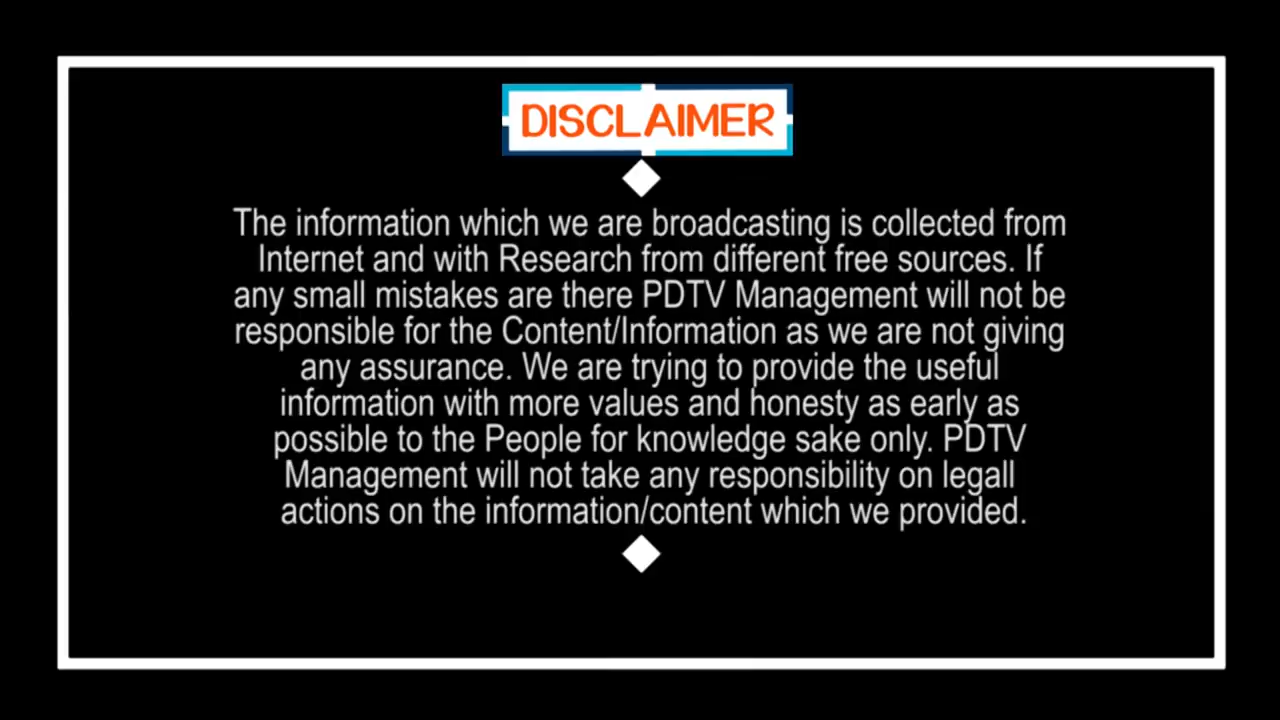 DISCLAIMER
The information which we are broadcasting is collected from
Internet and with Research from different free sources. If
any small mistakes are there PDTV Management will not be
responsible for the Content/Information as we are not giving
any assurance. We are trying to provide the useful
information with more values and honesty as early as
possible to the People for knowledge sake only. PDTV
Management will not take any responsibility on legall
actions on the information/content which we provided.